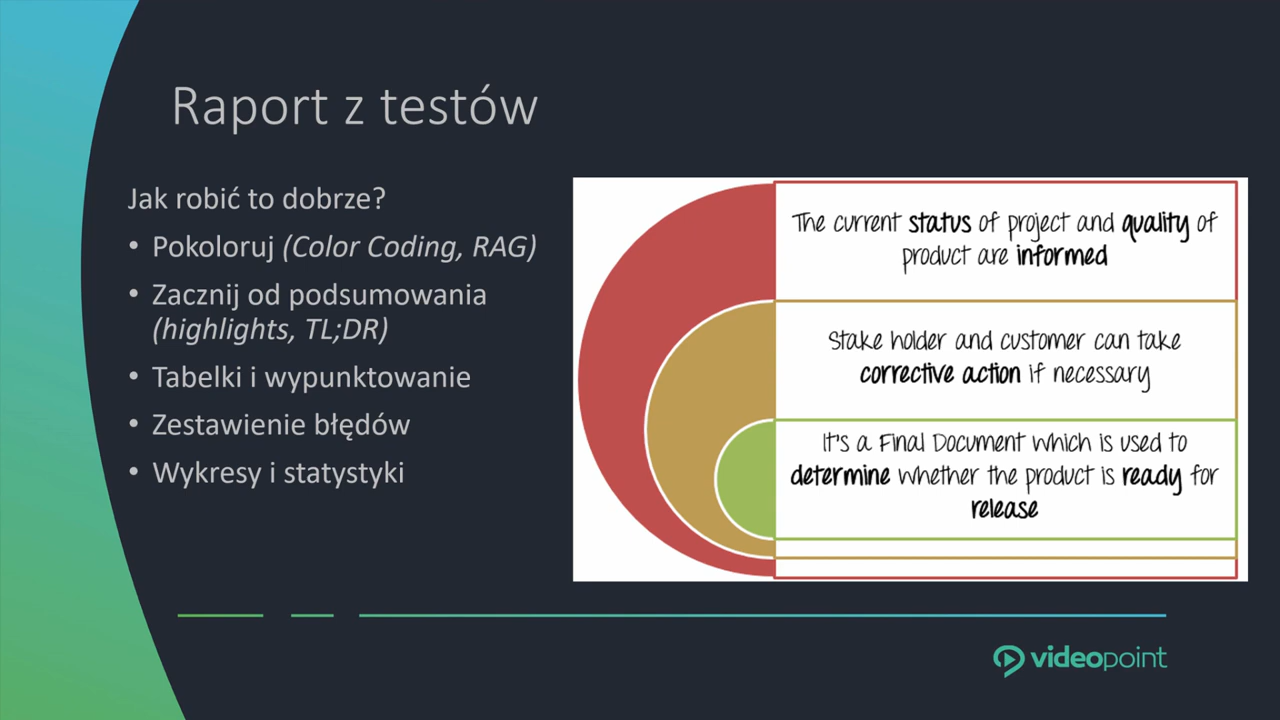 Raport z testów
Jak robić to dobrze?
• Pokoloruj (Color Coding, RAG)
• Zacznij od podsumowania
(highlights, TL;DR)
• Tabelki i wypunktowanie
• Zestawienie błędów
• Wykresy i statystyki
The current status of project and quality of
product are informed
Stake holder and customer can take
corrective action if necessary
It's a Final Document which is used to
determine whether the product is ready for
release
videopoint